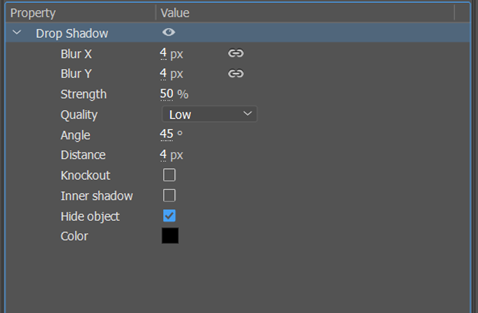 Property Value
Drop Shadow
Blur X 4 px
Blur Y 4 px
Strength 50 %
Quality Low
Angle 45 °
Distance 4 px
Knockout
Inner shadow
Hide object
Color